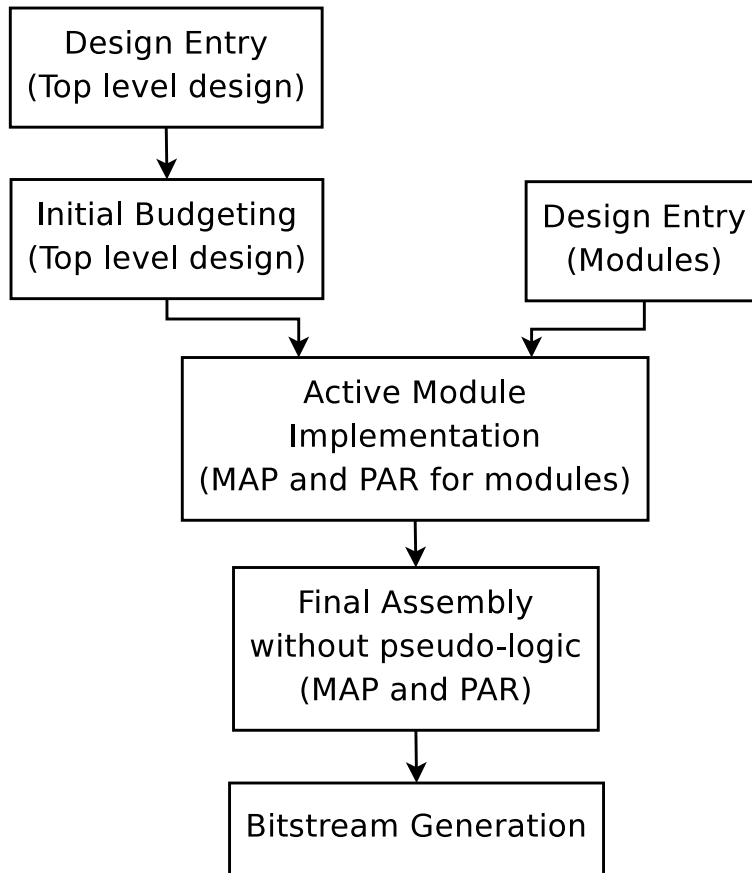 Design Entry
(Top level design)
Initial Budgeting
(Top level design)
Design Entry
(Modules)
Active Module
Implementation
(MAP and PAR for modules)
Final Assembly
without pseudo-logic
(MAP and PAR)
Bitstream Generation